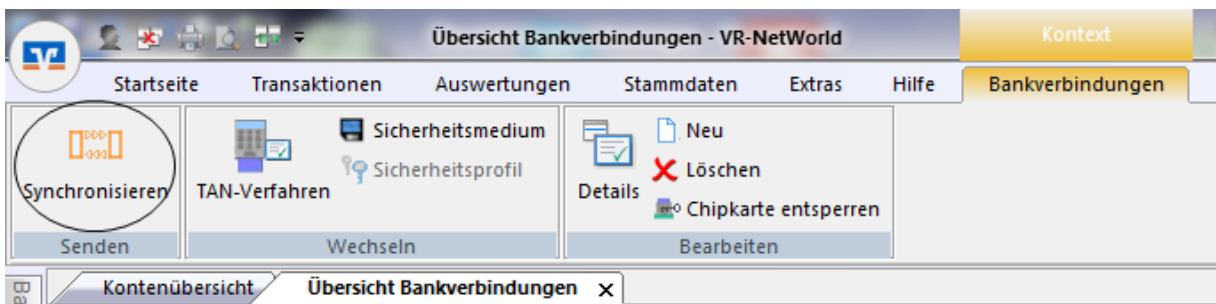 Übersicht Bankverbindungen - VR-NetWorld
Kontext
Startseite Transaktionen Auswertungen Stammdaten Extras Hilfe Bankverbindungen
Synchronisieren
Senden
TAN-Verfahren
Sicherheitsmedium
Sicherheitsprofil
Wechseln
Details
Neu
Löschen
Chipkarte entsperren
Bearbeiten
Ba
Kontenübersicht Übersicht Bankverbindungen